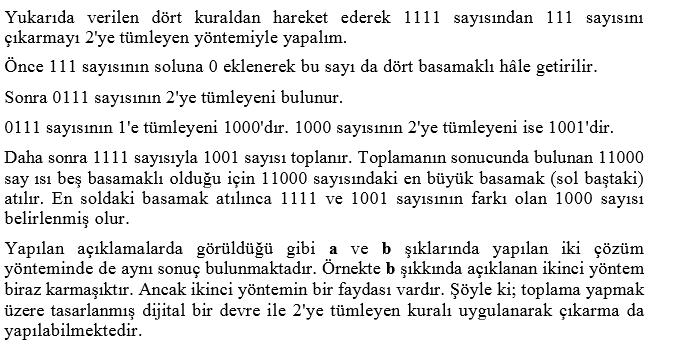 Yukarıda verilen dört kuraldan hareket ederek 1111 sayısından 111 sayısını
çıkarmayı 2'ye tümleyen yöntemiyle yapalım.
Önce 111 sayısının soluna 0 eklenerek bu sayı da dört basamaklı hâle getirilir.
Sonra 0111 sayısının 2'ye tümleyeni bulunur.
0111 sayısının 1'e tümleyeni 1000'dır. 1000 sayısının 2'ye tümleyeni ise 1001'dir.
Daha sonra 1111 sayısıyla 1001 sayısı toplanır. Toplamanın sonucunda bulunan 11000
say ısı beş basamaklı olduğu için 11000 sayısındaki en büyük basamak (sol baştaki)
atılır. En soldaki basamak atılınca 1111 ve 1001 sayısının farkı olan 1000 sayısı
belirlenmiş olur.
Yapılan açıklamalarda görüldüğü gibi a ve b şıklarında yapılan iki çözüm
yönteminde de aynı sonuç bulunmaktadır. Örnekte b şıkkında açıklanan ikinci yöntem
biraz karmaşıktır. Ancak ikinci yöntemin bir faydası vardır. Şöyle ki; toplama yapmak
üzere tasarlanmış dijital bir devre ile 2'ye tümleyen kuralı uygulanarak çıkarma da
yapılabilmektedir.